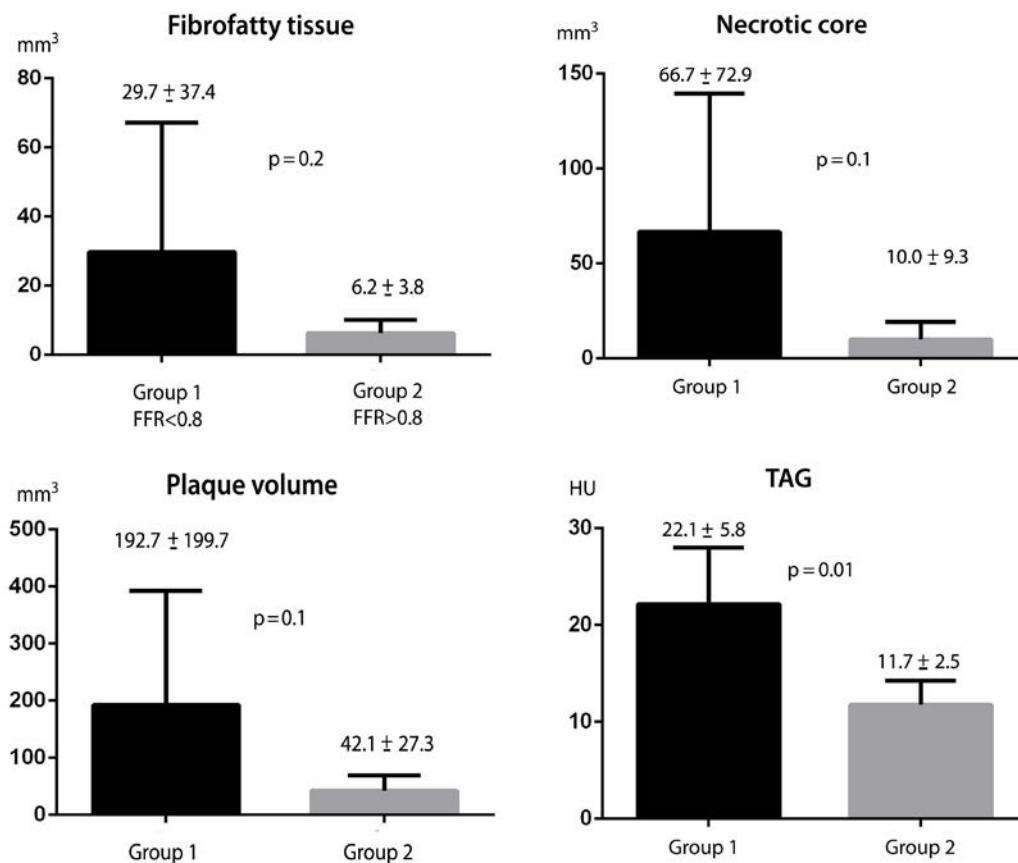 Fibrofatty tissue
mm³
80
60
40
20
0
29.7 ± 37.4
p = 0.2
6.2 ± 3.8
Group 1
FFR<0.8
Group 2
FFR>0.8
Necrotic core
mm³
150
100
50
0
66.7 ± 72.9
p = 0.1
10.0 ± 9.3
Group 1
Group 2
Plaque volume
mm³
500
400
300
200
100
0
192.7 ± 199.7
p = 0.1
42.1 ± 27.3
Group 1
Group 2
TAG
HU
30
20
10
0
22.1 ± 5.8
p = 0.01
11.7 ± 2.5
Group 1
Group 2